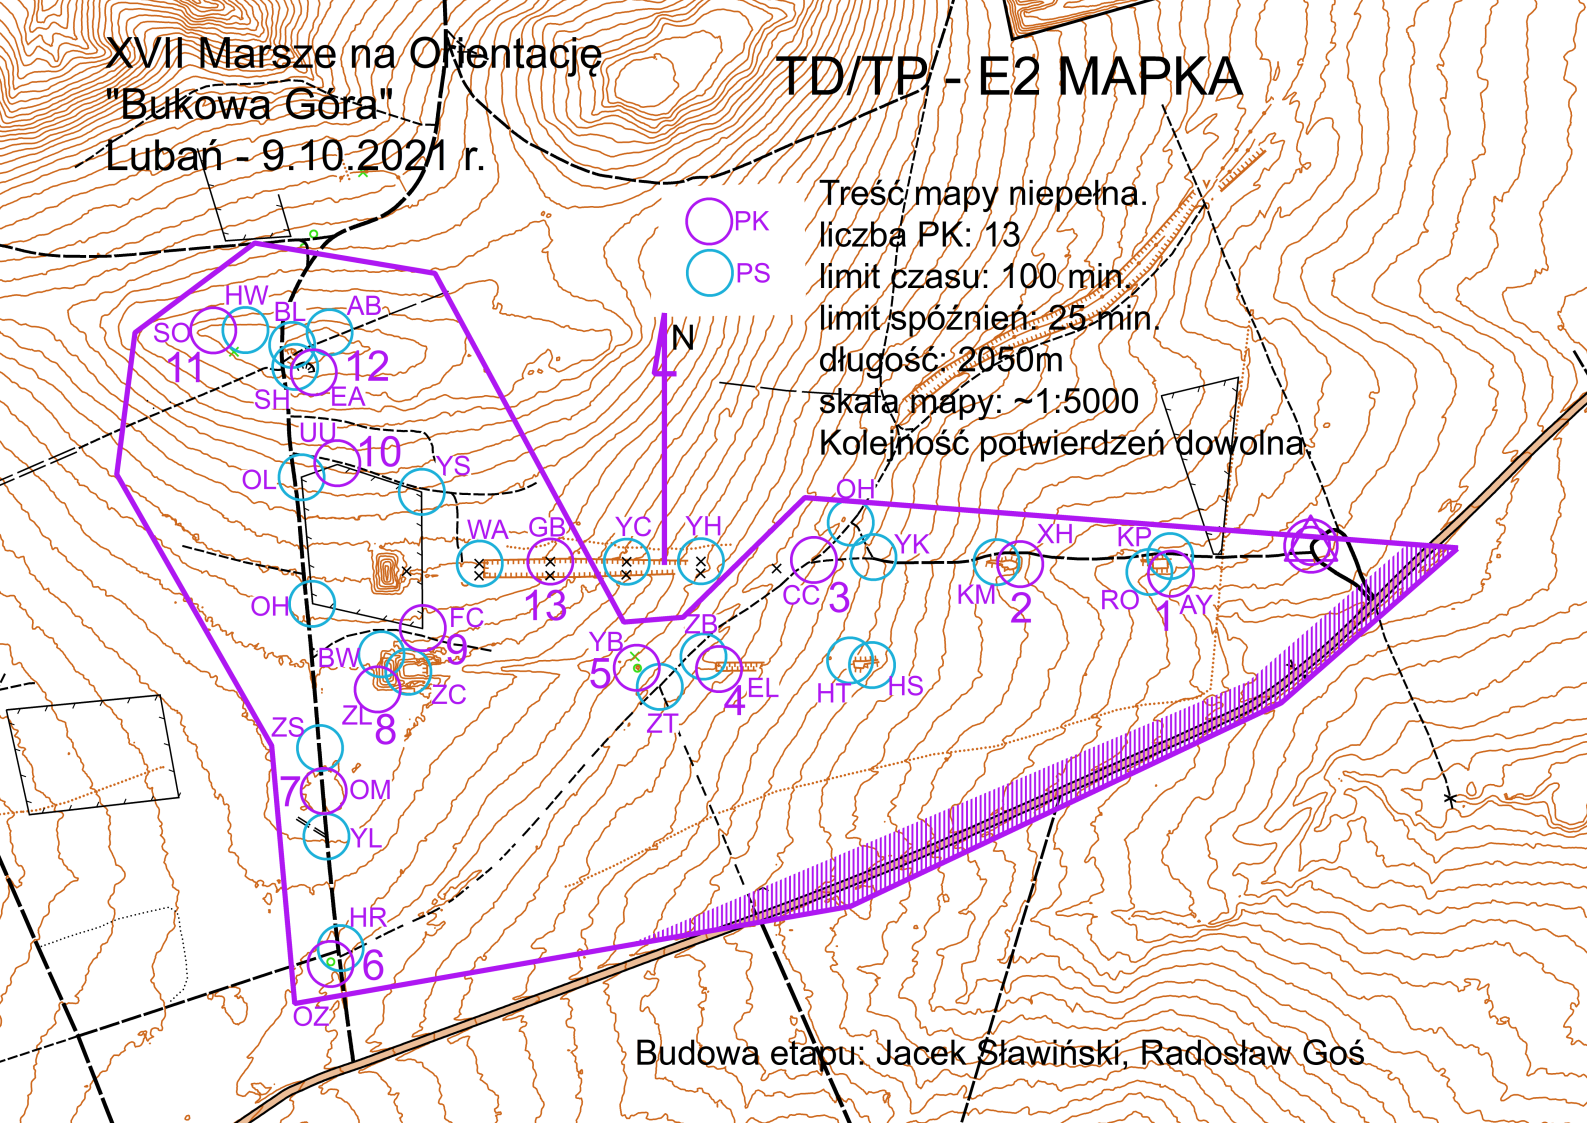 XVII Marsze na Orientację
"Bukowa Góra"
Lubań - 9.10.2021 r.
TD/TP - E2 MAPKA
PK
PS
Treść mapy niepełna.
liczba PK: 13
limit czasu: 100 min.
limit spóźnień: 25 min.
długość: 2050m
skala mapy: ~1:5000
Kolejność potwierdzeń dowolna.
N
HW
BL
AB
SO
11
12
SH
EA
UU
10
OL
YS
OH
WA
GB
YC
YH
YK
XH
KP
13
CC
3
KM
2
RO
1
AY
OH
FC
9
BW
ZC
ZL
8
YB
5
ZB
EL
4
ZT
HT
HS
ZS
7
OM
YL
HR
6
OZ
Budowa etapu: Jacek Sławiński, Radosław Goś